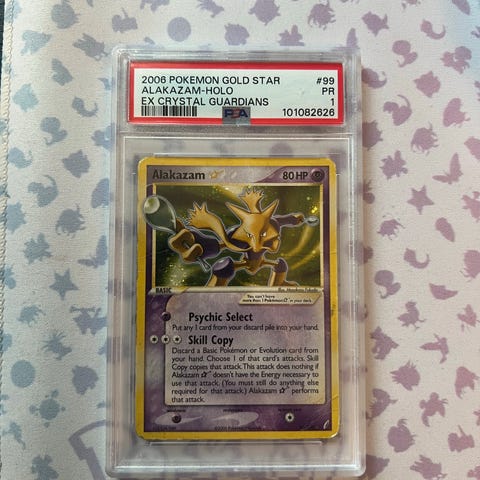 2006 POKEMON GOLD STAR #99
ALAKAZAM-HOLO PR
EX CRYSTAL GUARDIANS 1
PSA 101082626
Alakazam 80 HP
BASIC
You can't have
more than 1 Pokémon in your deck.
Psychic Select
Put any 1 card from your discard pile into your hand.
Skill Copy
Discard a Basic Pokémon or Evolution card from
your hand. Choose 1 of that card's attacks. Skill
Copy copies that attack. This attack does nothing if
Alakazam doesn't have the Energy necessary to
use that attack. (You must still do anything else
required for that attack.) Alakazam performs
that attack.
weakness resistance retreat cost